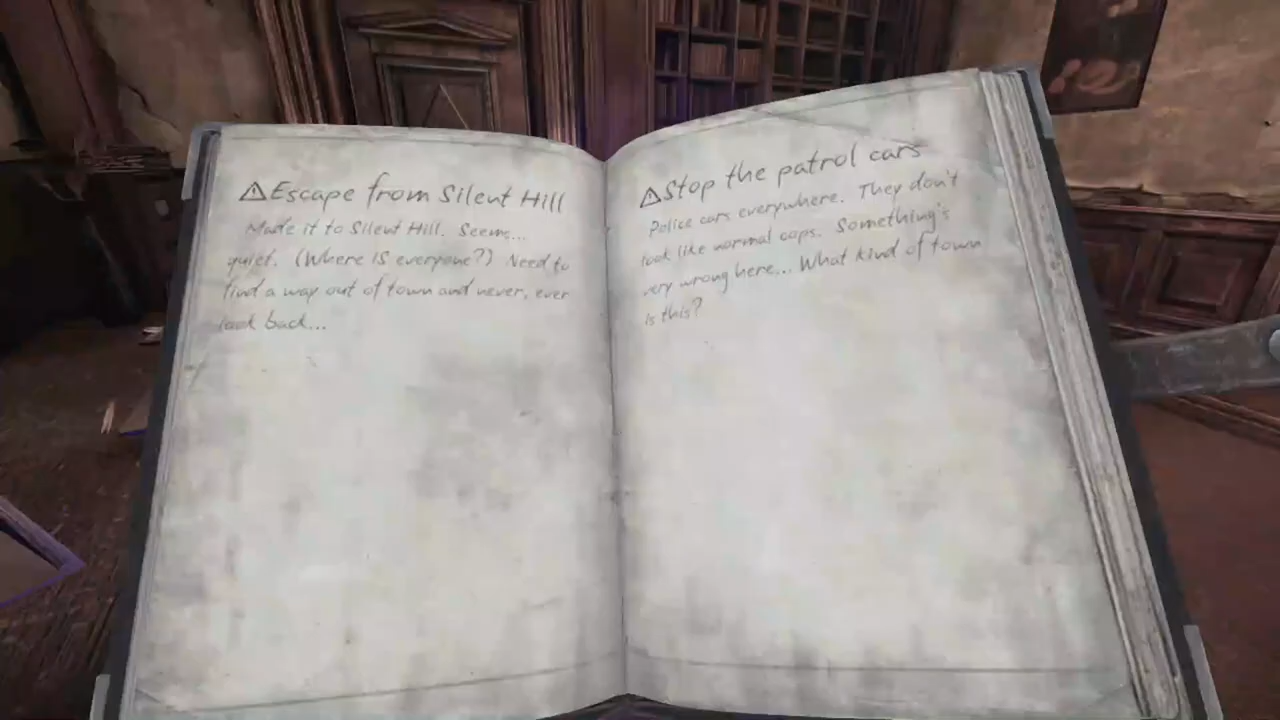 ⚠Escape from Silent Hill
Made it to Silent Hill. Seems...
quiet. (Where is everyone?) Need to
find a way out of town and never, ever
look back...
⚠Stop the patrol cars
Police cars everywhere. They don't
look like normal cops. Something's
very wrong here... What kind of town
is this?